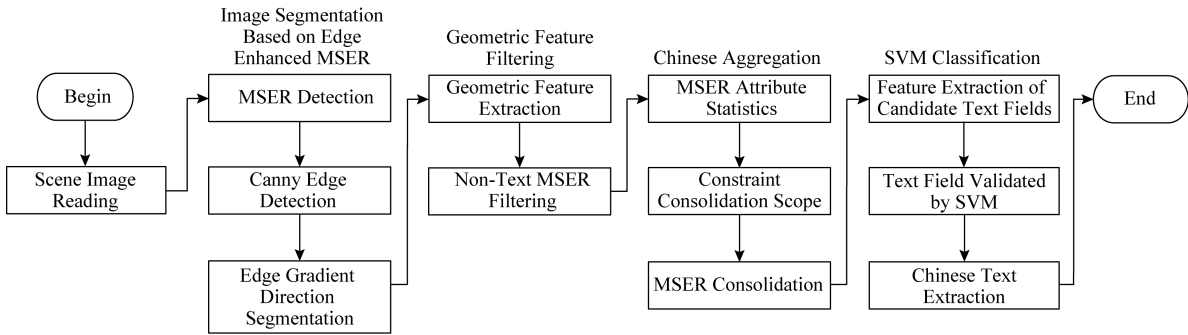 Begin
Scene Image
Reading
Image Segmentation
Based on Edge
Enhanced MSER
MSER Detection
Canny Edge
Detection
Edge Gradient
Direction
Segmentation
Geometric Feature
Filtering
Geometric Feature
Extraction
Non-Text MSER
Filtering
Chinese Aggregation
MSER Attribute
Statistics
Constraint
Consolidation Scope
MSER Consolidation
SVM Classification
Feature Extraction of
Candidate Text Fields
Text Field Validated
by SVM
Chinese Text
Extraction
End